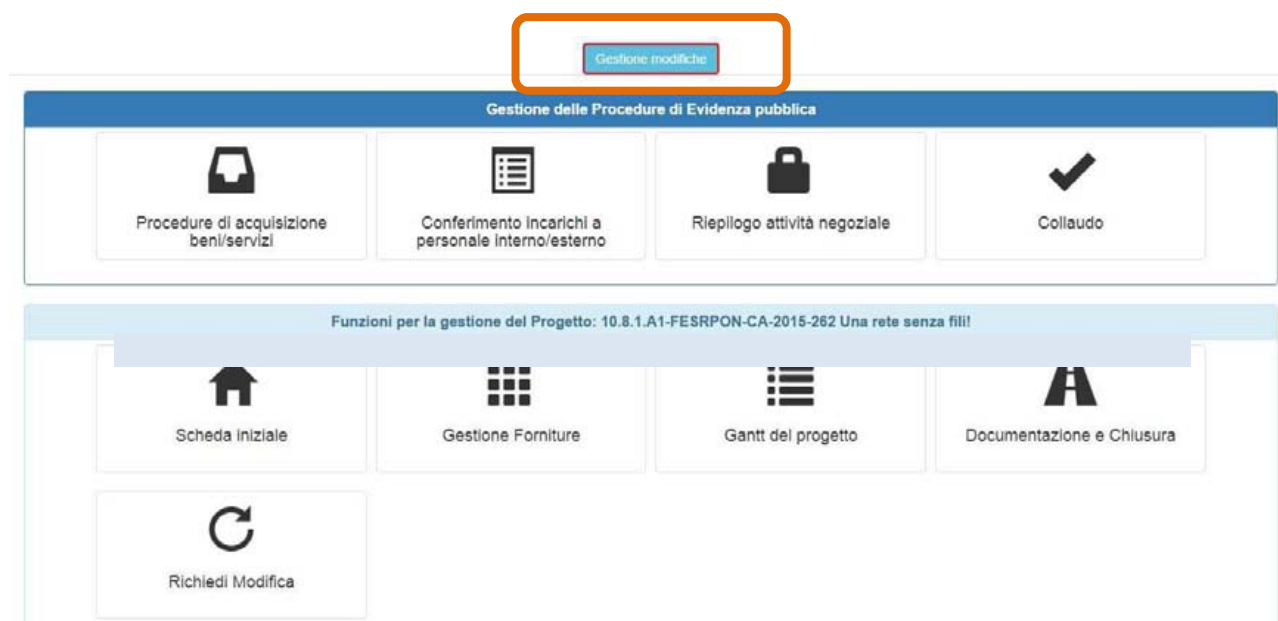 Gestione modifiche
Gestione delle Procedure di Evidenza pubblica
Procedure di acquisizione
beni/servizi
Conferimento incarichi a
personale interno/esterno
Riepilogo attività negoziale
Collaudo
Funzioni per la gestione del Progetto: 10.8.1.A1-FESRPON-CA-2015-262 Una rete senza fili!
Scheda iniziale
Gestione Forniture
Gantt del progetto
Documentazione e Chiusura
Richiedi Modifica